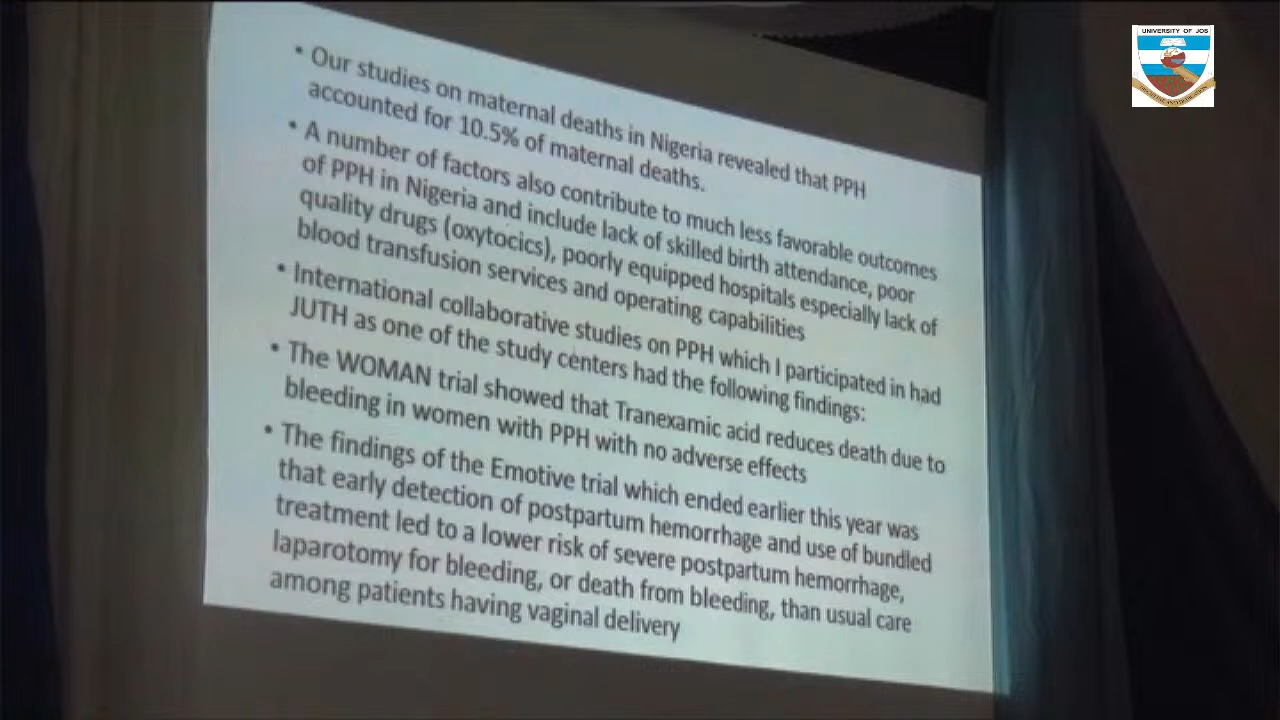 UNIVERSITY OF JOS
• Our studies on maternal deaths in Nigeria revealed that PPH
accounted for 10.5% of maternal deaths.
• A number of factors also contribute to much less favorable outcomes
of PPH in Nigeria and include lack of skilled birth attendance, poor
quality drugs (oxytocics), poorly equipped hospitals especially lack of
blood transfusion services and operating capabilities
• International collaborative studies on PPH which I participated in had
JUTH as one of the study centers had the following findings:
• The WOMAN trial showed that Tranexamic acid reduces death due to
bleeding in women with PPH with no adverse effects
• The findings of the Emotive trial which ended earlier this year was
that early detection of postpartum hemorrhage and use of bundled
treatment led to a lower risk of severe postpartum hemorrhage,
laparotomy for bleeding, or death from bleeding, than usual care
among patients having vaginal delivery